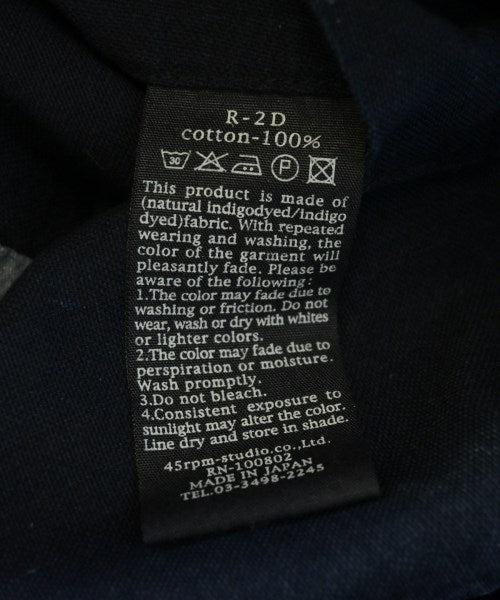 R-2D
cotton-100%
30 P
This product is made of
(natural indigodyed/indigo
dyed)fabric. With repeated
wearing and washing, the
color of the garment will
pleasantly fade. Please be
aware of the following:
1.The color may fade due to
washing or friction. Do not
wear, wash or dry with whites
or lighter colors.
2.The color may fade due to
perspiration or moisture.
Wash promptly.
3.Do not bleach.
4.Consistent exposure to
sunlight may alter the color.
Line dry and store in shade.
45rpm-studio co.,Ltd.
RN-100802
MADE IN JAPAN
TEL.03-3498-2245